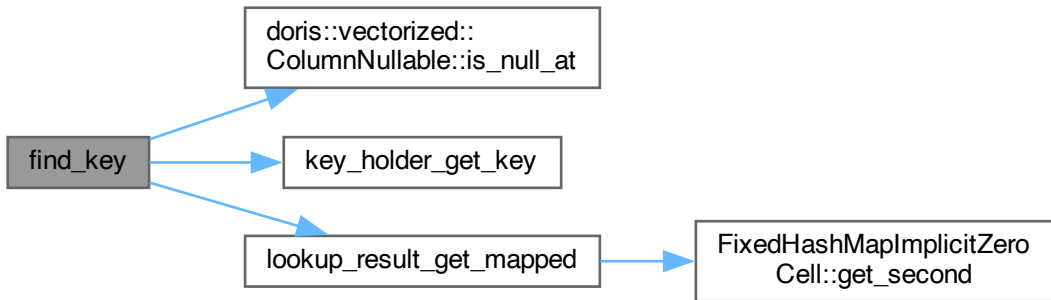 find_key
doris::vectorized::
ColumnNullable::is_null_at
key_holder_get_key
lookup_result_get_mapped
FixedHashMapImplicitZero
Cell::get_second